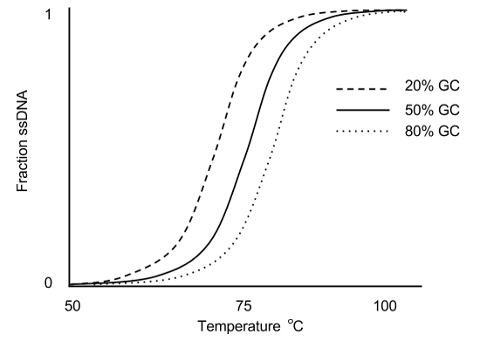 1
Fraction ssDNA
20% GC
50% GC
80% GC
0
50 75 100
Temperature °C